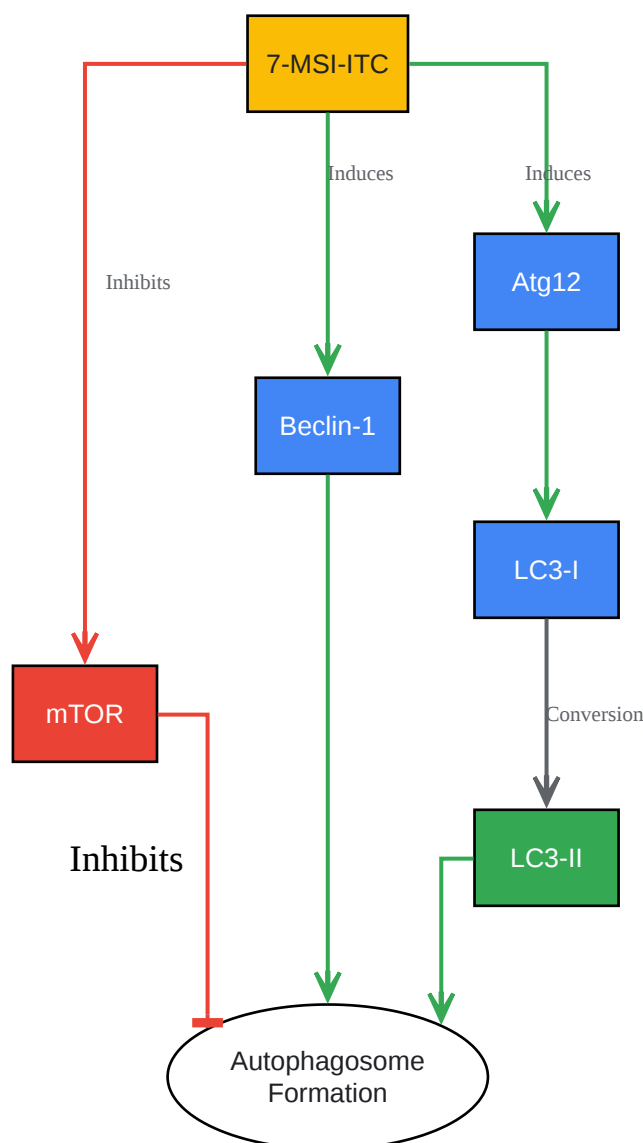 7-MSI-ITC
Induces
Induces
Atg12
Inhibits
Beclin-1
LC3-I
mTOR
Conversion
Inhibits
LC3-II
Autophagosome
Formation